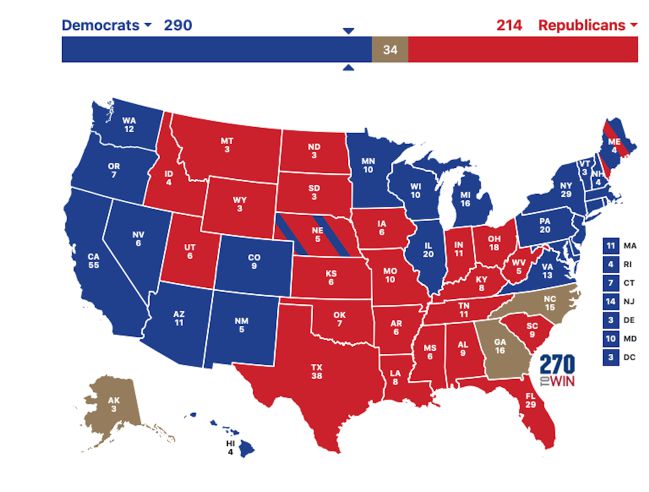 Democrats 290
214 Republicans
34
WA
12
OR
7
CA
55
NV
6
ID
4
MT
3
WY
3
UT
6
AZ
11
CO
9
NM
5
ND
3
SD
3
NE
5
KS
6
OK
7
TX
38
MN
10
IA
6
MO
10
AR
6
LA
8
WI
10
IL
20
MI
16
IN
11
OH
18
KY
8
TN
11
MS
6
AL
9
GA
16
FL
29
SC
9
NC
15
VA
13
WV
5
PA
20
NY
29
VT
3
NH
4
ME
4
11 MA
4 RI
7 CT
14 NJ
3 DE
10 MD
3 DC
AK
3
HI
4
270
TO WIN